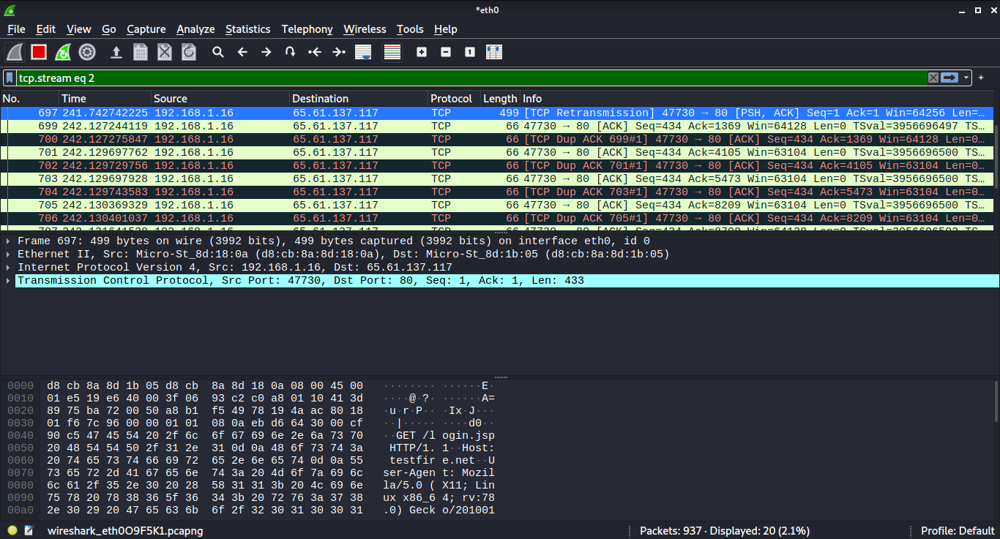 *eth0
File Edit View Go Capture Analyze Statistics Telephony Wireless Tools Help
tcp.stream eq 2
No. Time Source Destination Protocol Length Info
697 241.742742225 192.168.1.16 65.61.137.117 TCP 499 [TCP Retransmission] 47730 → 80 [PSH, ACK] Seq=1 Ack=1 Win=64256 Len=…
699 242.127244119 192.168.1.16 65.61.137.117 TCP 66 47730 → 80 [ACK] Seq=434 Ack=1369 Win=64128 Len=0 TSval=3956696497 TS…
700 242.127275847 192.168.1.16 65.61.137.117 TCP 66 [TCP Dup ACK 699#1] 47730 → 80 [ACK] Seq=434 Ack=1369 Win=64128 Len=0…
701 242.129697762 192.168.1.16 65.61.137.117 TCP 66 47730 → 80 [ACK] Seq=434 Ack=4105 Win=63104 Len=0 TSval=3956696500 TS…
702 242.129729756 192.168.1.16 65.61.137.117 TCP 66 [TCP Dup ACK 701#1] 47730 → 80 [ACK] Seq=434 Ack=4105 Win=63104 Len=0…
703 242.129697928 192.168.1.16 65.61.137.117 TCP 66 47730 → 80 [ACK] Seq=434 Ack=5473 Win=63104 Len=0 TSval=3956696500 TS…
704 242.129743583 192.168.1.16 65.61.137.117 TCP 66 [TCP Dup ACK 703#1] 47730 → 80 [ACK] Seq=434 Ack=5473 Win=63104 Len=0…
705 242.130369329 192.168.1.16 65.61.137.117 TCP 66 47730 → 80 [ACK] Seq=434 Ack=8209 Win=63104 Len=0 TSval=3956696500 TS…
706 242.130401037 192.168.1.16 65.61.137.117 TCP 66 [TCP Dup ACK 705#1] 47730 → 80 [ACK] Seq=434 Ack=8209 Win=63104 Len=0…
Frame 697: 499 bytes on wire (3992 bits), 499 bytes captured (3992 bits) on interface eth0, id 0
Ethernet II, Src: Micro-St_8d:18:0a (d8:cb:8a:8d:18:0a), Dst: Micro-St_8d:1b:05 (d8:cb:8a:8d:1b:05)
Internet Protocol Version 4, Src: 192.168.1.16, Dst: 65.61.137.117
Transmission Control Protocol, Src Port: 47730, Dst Port: 80, Seq: 1, Ack: 1, Len: 433
0000 d8 cb 8a 8d 1b 05 d8 cb 8a 8d 18 0a 08 00 45 00 ········ ······E·
0010 01 e5 19 e6 40 00 3f 06 93 c2 c0 a8 01 10 41 3d ····@·?· ······A=
0020 89 75 ba 72 00 50 a8 b1 f5 49 78 19 4a ac 80 18 ·u·r·P·· ·Ix·J···
0030 01 f6 7c 96 00 00 01 01 08 0a eb d6 64 30 00 cf ··|····· ····d0··
0040 90 c5 47 45 54 20 2f 6c 6f 67 69 6e 2e 6a 73 70 ··GET /l ogin.jsp
0050 20 48 54 54 50 2f 31 2e 31 0d 0a 48 6f 73 74 3a HTTP/1. 1··Host:
0060 20 74 65 73 74 66 69 72 65 2e 6e 65 74 0d 0a 55 testfir e.net··U
0070 73 65 72 2d 41 67 65 6e 74 3a 20 4d 6f 7a 69 6c ser-Agen t: Mozil
0080 6c 61 2f 35 2e 30 20 28 58 31 31 3b 20 4c 69 6e la/5.0 ( X11; Lin
0090 75 78 20 78 38 36 5f 36 34 3b 20 72 76 3a 37 38 ux x86_6 4; rv:78
00a0 2e 30 29 20 47 65 63 6b 6f 2f 32 30 31 30 30 31 .0) Geck o/201001
wireshark_eth0O9F5K1.pcapng Packets: 937 · Displayed: 20 (2.1%) Profile: Default